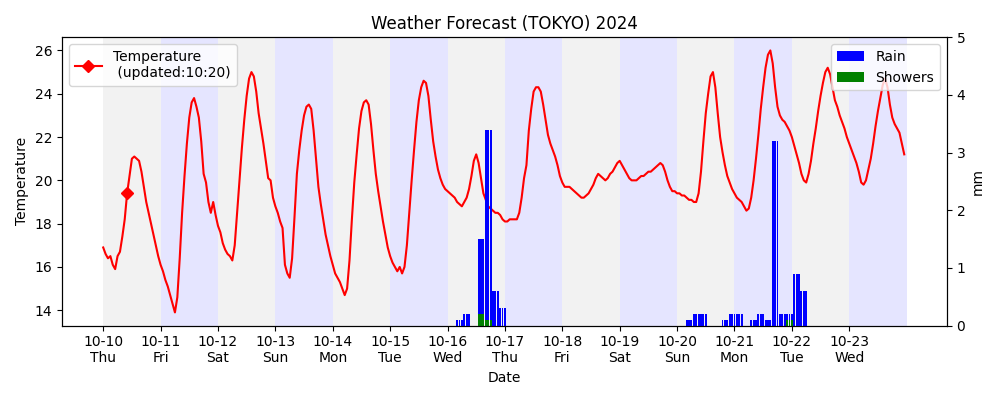 Weather Forecast (TOKYO) 2024
Temperature
(updated:10:20)
Rain
Showers
26
24
22
20
18
16
14
Temperature
5
4
3
2
1
0
mm
10-10 10-11 10-12 10-13 10-14 10-15 10-16 10-17 10-18 10-19 10-20 10-21 10-22 10-23
Thu Fri Sat Sun Mon Tue Wed Thu Fri Sat Sun Mon Tue Wed
Date